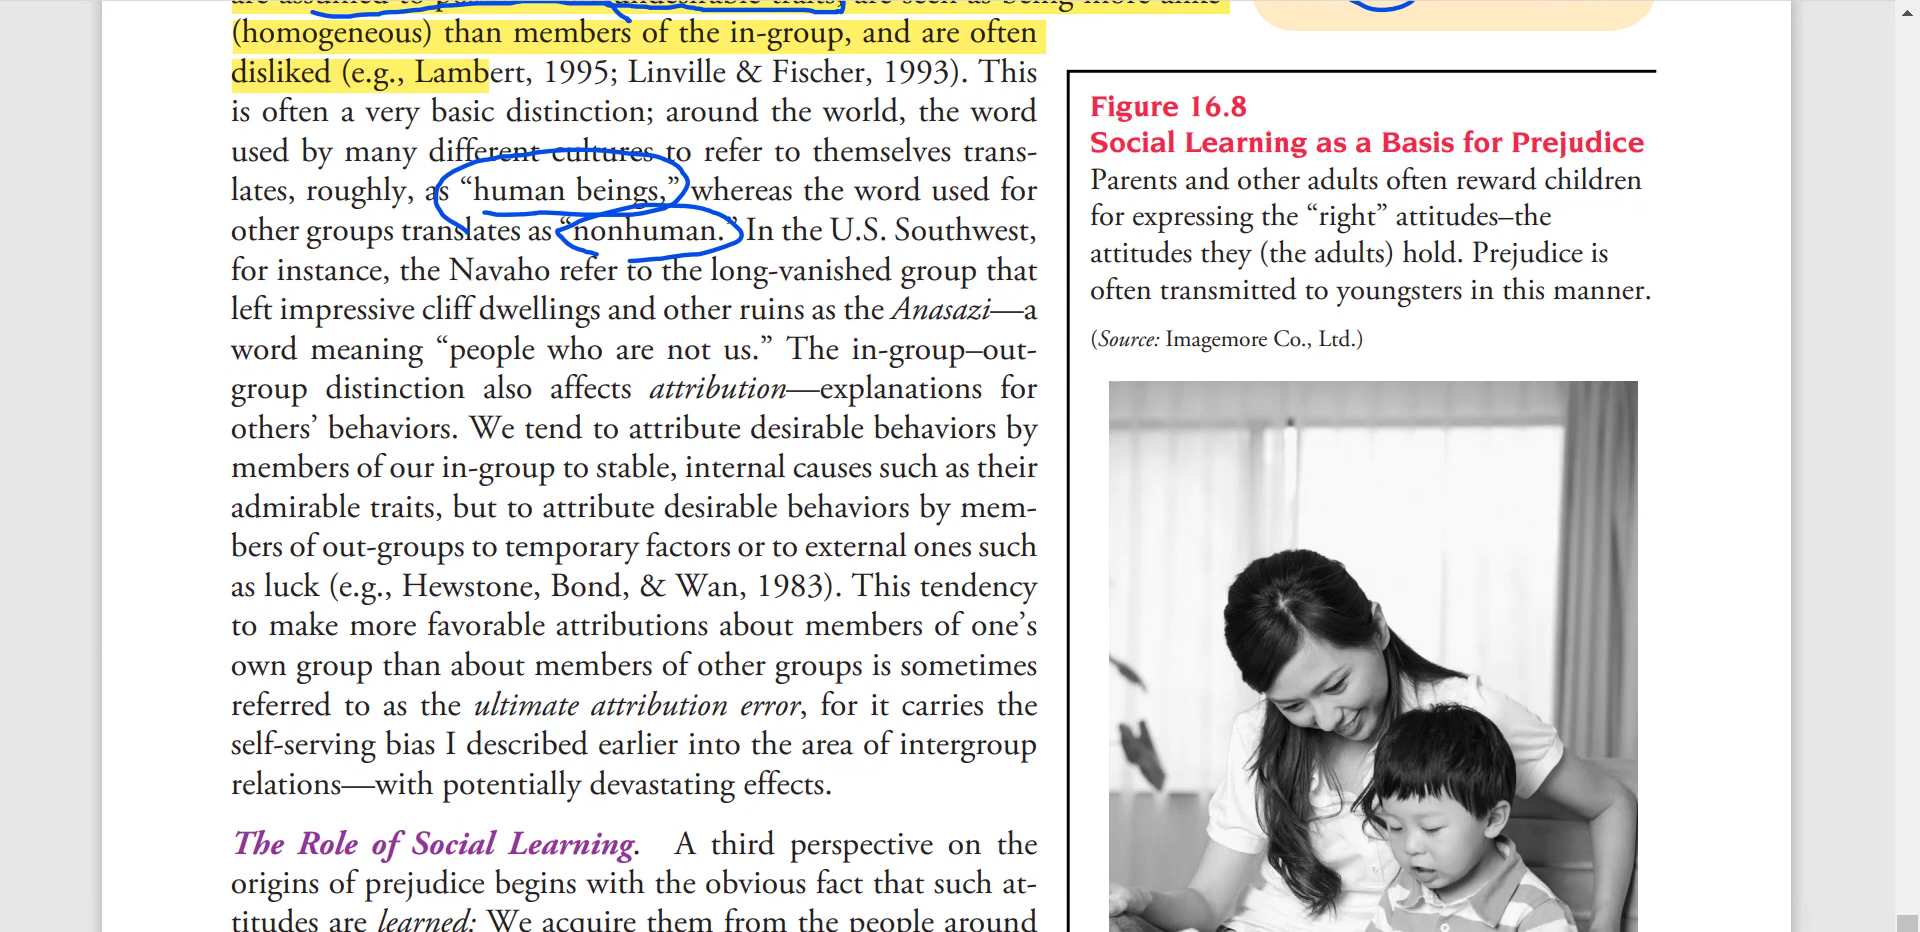 (homogeneous) than members of the in-group, and are often
disliked (e.g., Lambert, 1995; Linville & Fischer, 1993). This
is often a very basic distinction; around the world, the word
used by many different cultures to refer to themselves trans-
lates, roughly, as “human beings,” whereas the word used for
other groups translates as “nonhuman.” In the U.S. Southwest,
for instance, the Navaho refer to the long-vanished group that
left impressive cliff dwellings and other ruins as the Anasazi—a
word meaning “people who are not us.” The in-group–out-
group distinction also affects attribution—explanations for
others’ behaviors. We tend to attribute desirable behaviors by
members of our in-group to stable, internal causes such as their
admirable traits, but to attribute desirable behaviors by mem-
bers of out-groups to temporary factors or to external ones such
as luck (e.g., Hewstone, Bond, & Wan, 1983). This tendency
to make more favorable attributions about members of one’s
own group than about members of other groups is sometimes
referred to as the ultimate attribution error, for it carries the
self-serving bias I described earlier into the area of intergroup
relations—with potentially devastating effects.
The Role of Social Learning. A third perspective on the
origins of prejudice begins with the obvious fact that such at-
titudes are learned: We acquire them from the people around
Figure 16.8
Social Learning as a Basis for Prejudice
Parents and other adults often reward children
for expressing the “right” attitudes–the
attitudes they (the adults) hold. Prejudice is
often transmitted to youngsters in this manner.
(Source: Imagemore Co., Ltd.)